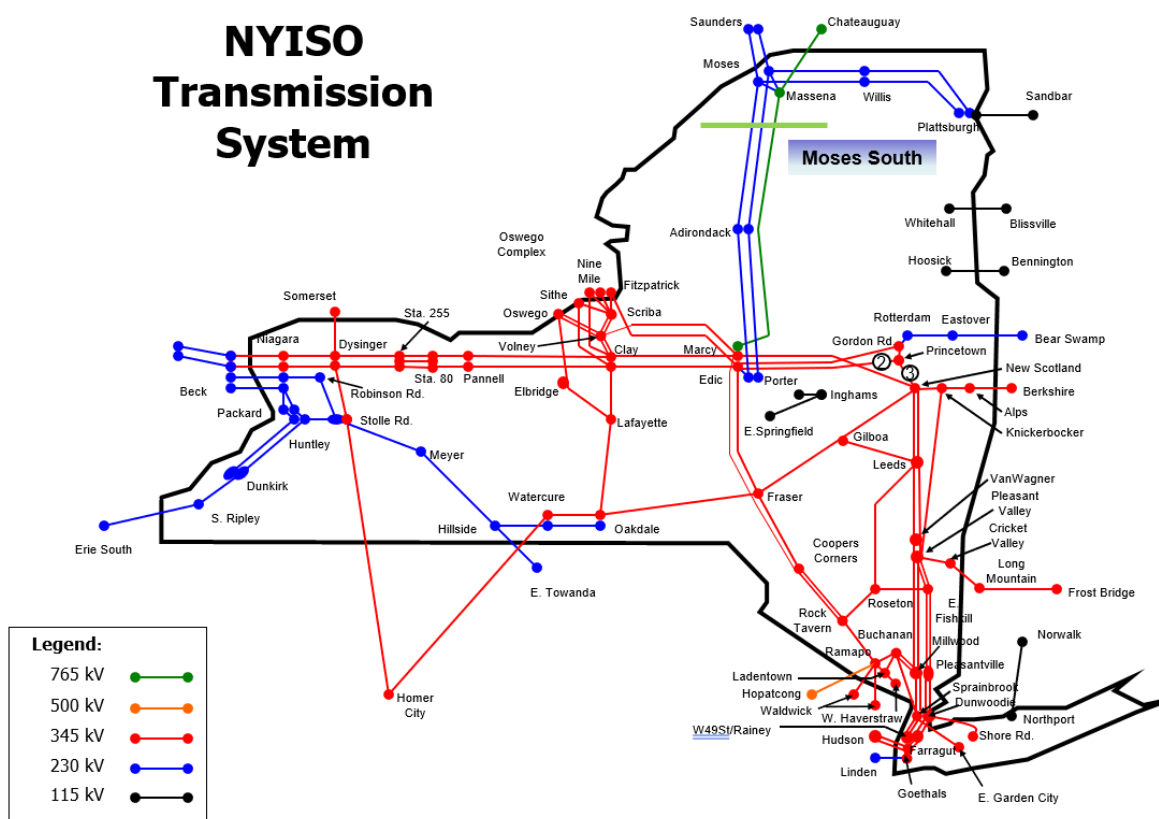 NYISO
Transmission
System
Saunders
Chateauguay
Moses
Massena
Willis
Sandbar
Plattsburgh
Moses South
Whitehall
Blissville
Adirondack
Oswego
Complex
Hoosick
Bennington
Nine
Mile
Fitzpatrick
Sithe
Somerset
Sta. 255
Oswego
Scriba
Rotterdam
Eastover
Gordon Rd.
Bear Swamp
Niagara
Dysinger
Volney
Clay
Marcy
Princetown
2
3
New Scotland
Beck
Sta. 80
Pannell
Edic
Porter
Robinson Rd.
Elbridge
Inghams
Berkshire
Packard
E.Springfield
Alps
Stolle Rd.
Lafayette
Knickerbocker
Huntley
Gilboa
Meyer
Leeds
Dunkirk
VanWagner
Watercure
Fraser
Pleasant
Valley
S. Ripley
Hillside
Oakdale
Cricket
Valley
Erie South
Coopers
Corners
Long
Mountain
E. Towanda
Roseton
E.
Fishkill
Frost Bridge
Rock
Tavern
Legend:
765 kV
500 kV
345 kV
230 kV
115 kV
Buchanan
Millwood
Norwalk
Ramapo
Ladentown
Pleasantville
Homer
City
Hopatcong
Sprainbrook
Waldwick
Dunwoodie
W. Haverstraw
Northport
W49St/Rainey
Hudson
Shore Rd.
Farragut
Linden
Goethals
E. Garden City